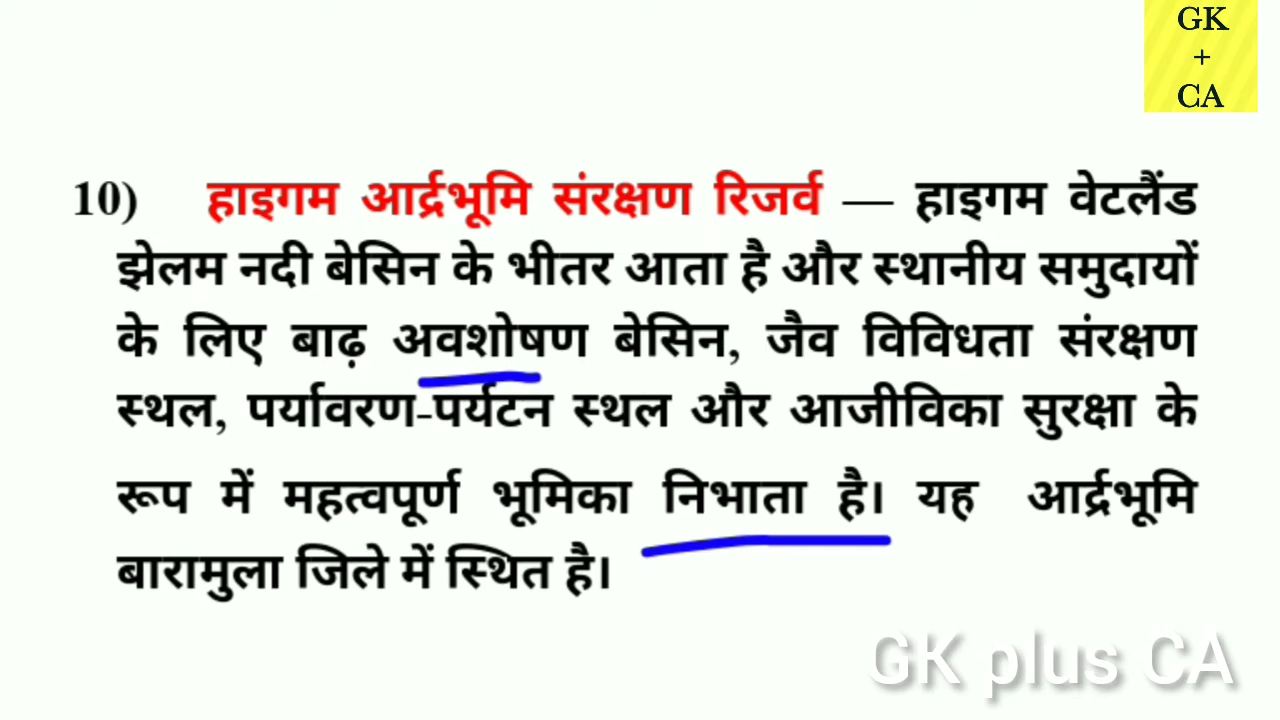 GK
+
CA
10) हाइगम आर्द्रभूमि संरक्षण रिजर्व — हाइगम वेटलैंड
झेलम नदी बेसिन के भीतर आता है और स्थानीय समुदायों
के लिए बाढ़ अवशोषण बेसिन, जैव विविधता संरक्षण
स्थल, पर्यावरण-पर्यटन स्थल और आजीविका सुरक्षा के
रूप में महत्वपूर्ण भूमिका निभाता है। यह आर्द्रभूमि
बारामुला जिले में स्थित है।
GK plus CA